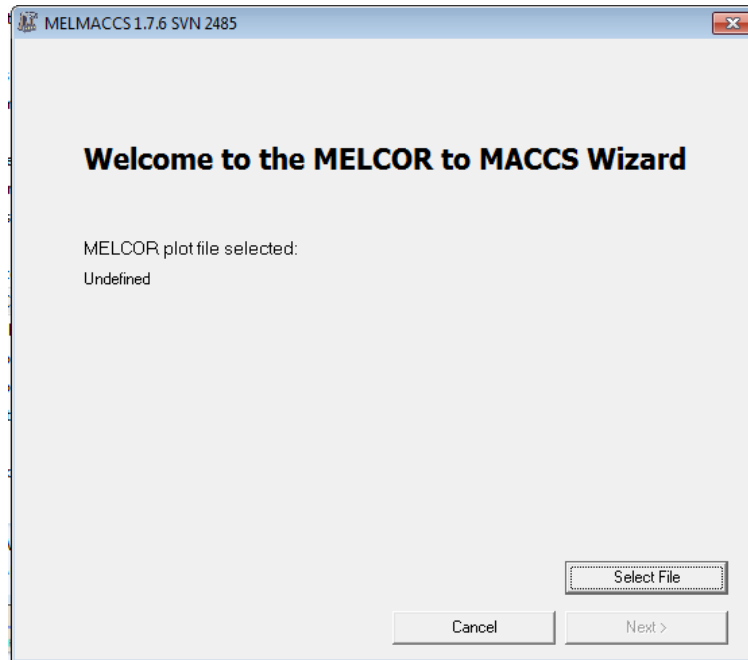 MELMACCS 1.7.6 SVN 2485
Welcome to the MELCOR to MACCS Wizard
MELCOR plot file selected:
Undefined
Select File
Cancel
Next >